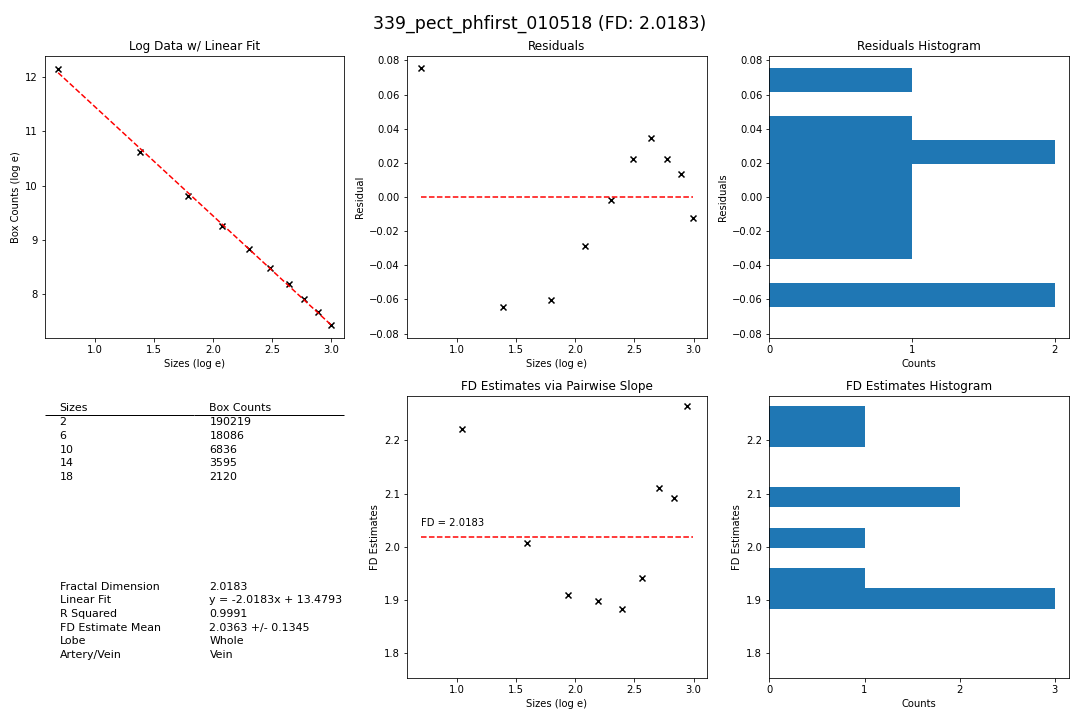 339_pect_phfirst_010518 (FD: 2.0183)
Log Data w/ Linear Fit
Box Counts (log e)
12
11
10
9
8
1.0 1.5 2.0 2.5 3.0
Sizes (log e)
Residuals
Residual
0.08
0.06
0.04
0.02
0.00
−0.02
−0.04
−0.06
−0.08
1.0 1.5 2.0 2.5 3.0
Sizes (log e)
Residuals Histogram
Residuals
0.08
0.06
0.04
0.02
0.00
−0.02
−0.04
−0.06
−0.08
0 1 2
Counts
Sizes Box Counts
2 190219
6 18086
10 6836
14 3595
18 2120
Fractal Dimension 2.0183
Linear Fit y = -2.0183x + 13.4793
R Squared 0.9991
FD Estimate Mean 2.0363 +/- 0.1345
Lobe Whole
Artery/Vein Vein
FD Estimates via Pairwise Slope
FD Estimates
2.2
2.1
2.0
1.9
1.8
FD = 2.0183
1.0 1.5 2.0 2.5 3.0
Sizes (log e)
FD Estimates Histogram
FD Estimates
2.2
2.1
2.0
1.9
1.8
0 1 2 3
Counts